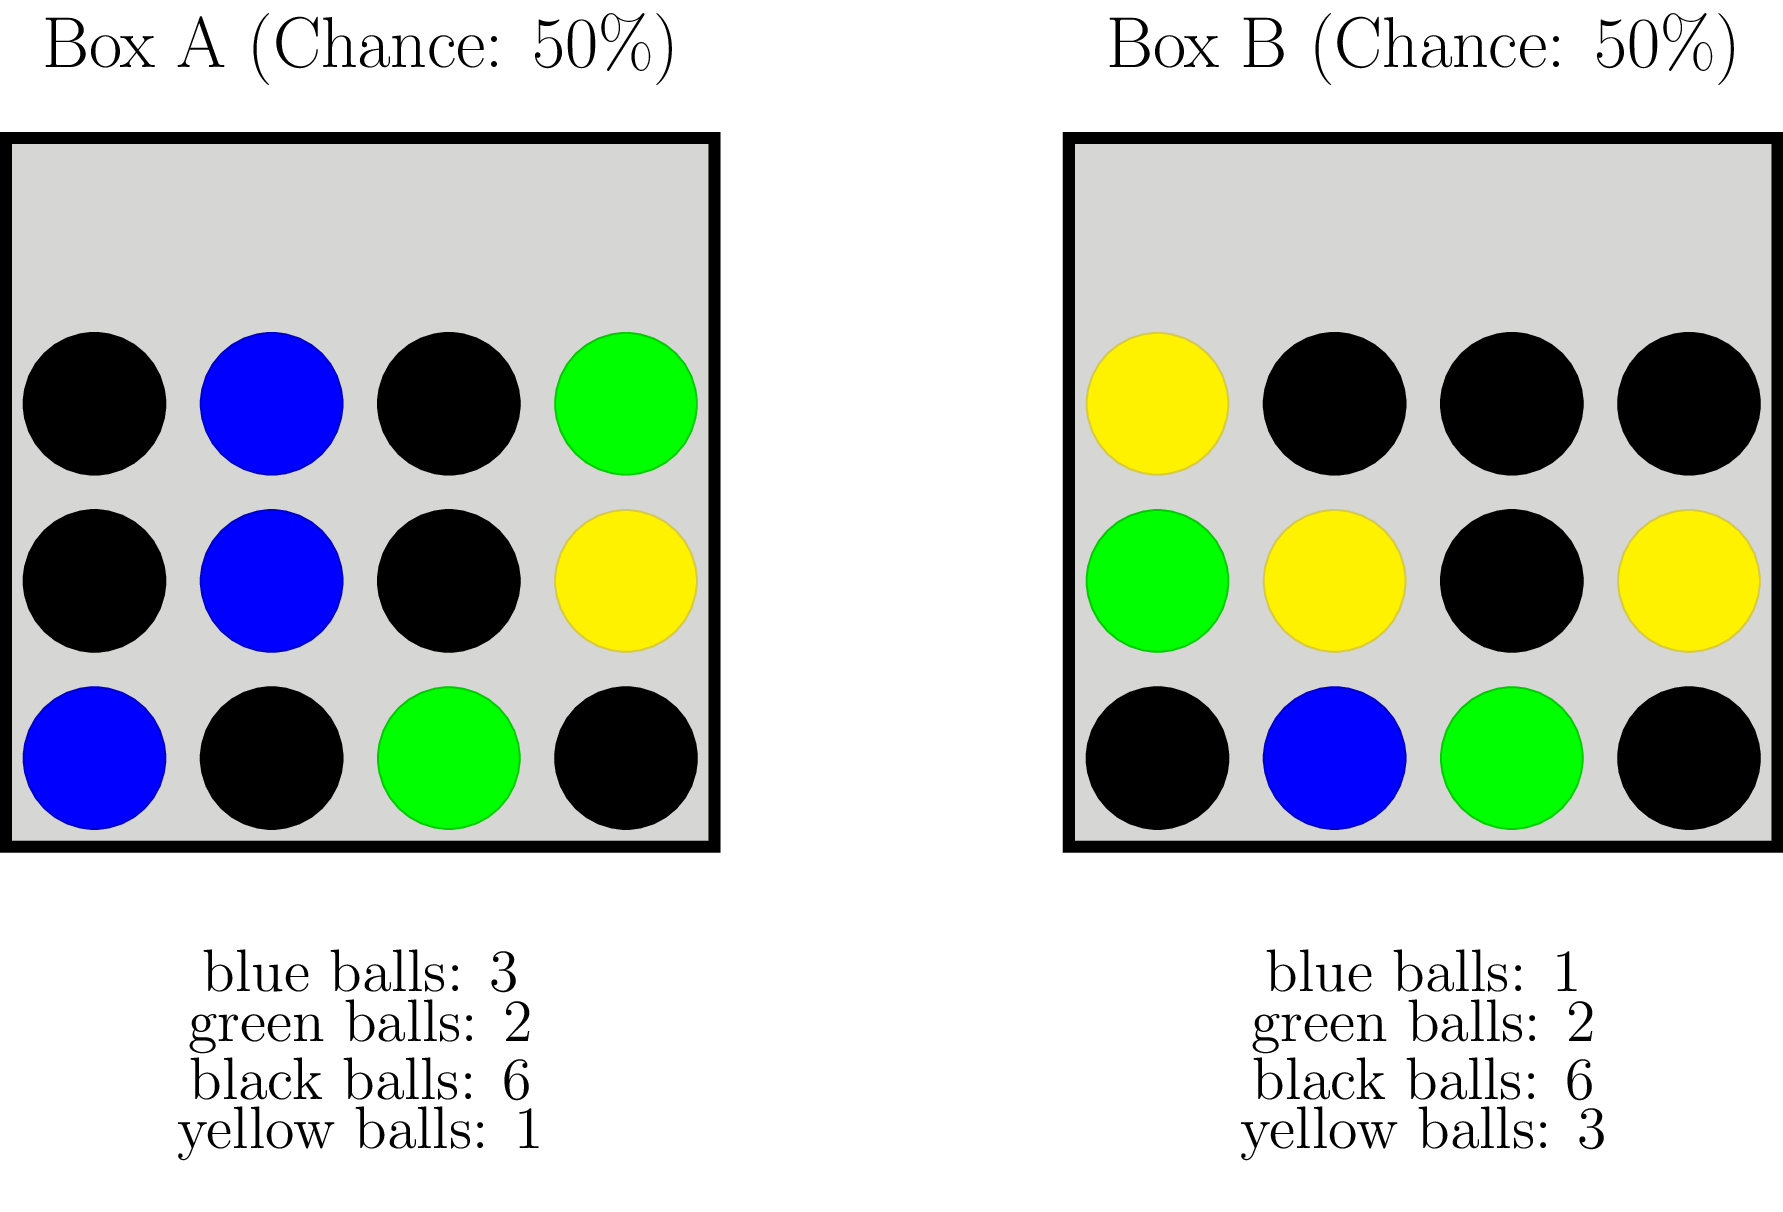 Box A (Chance: 50%)
Box B (Chance: 50%)
blue balls: 3
green balls: 2
black balls: 6
yellow balls: 1
blue balls: 1
green balls: 2
black balls: 6
yellow balls: 3